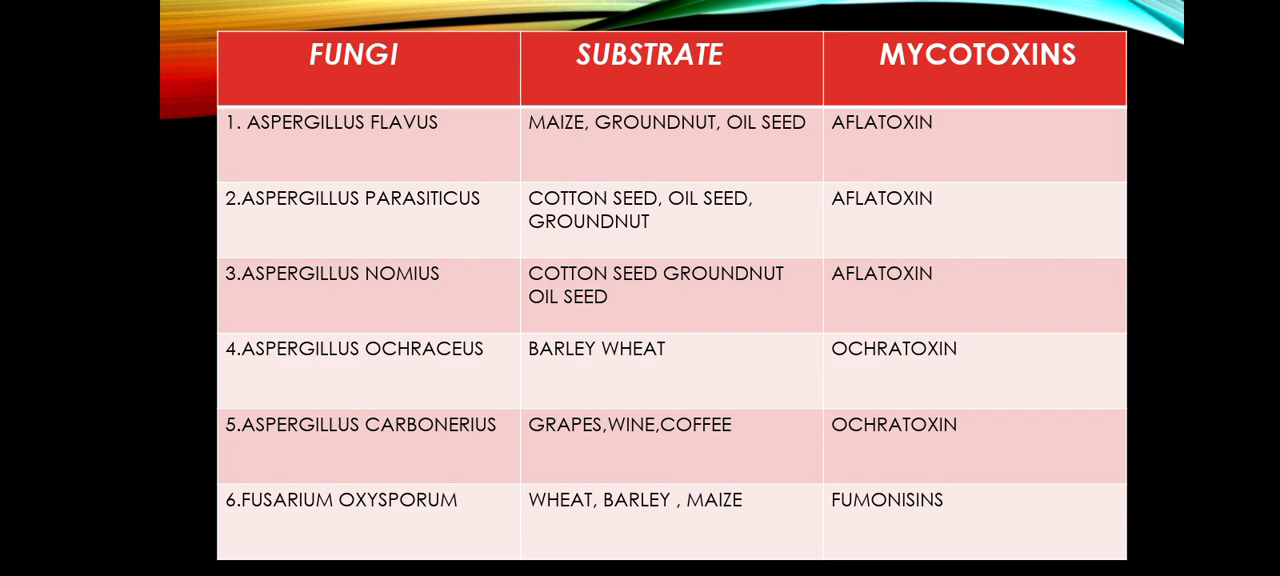 FUNGI SUBSTRATE MYCOTOXINS
1. ASPERGILLUS FLAVUS MAIZE, GROUNDNUT, OIL SEED AFLATOXIN
2.ASPERGILLUS PARASITICUS COTTON SEED, OIL SEED, AFLATOXIN
GROUNDNUT
3.ASPERGILLUS NOMIUS COTTON SEED GROUNDNUT AFLATOXIN
OIL SEED
4.ASPERGILLUS OCHRACEUS BARLEY WHEAT OCHRATOXIN
5.ASPERGILLUS CARBONERIUS GRAPES,WINE,COFFEE OCHRATOXIN
6.FUSARIUM OXYSPORUM WHEAT, BARLEY , MAIZE FUMONISINS